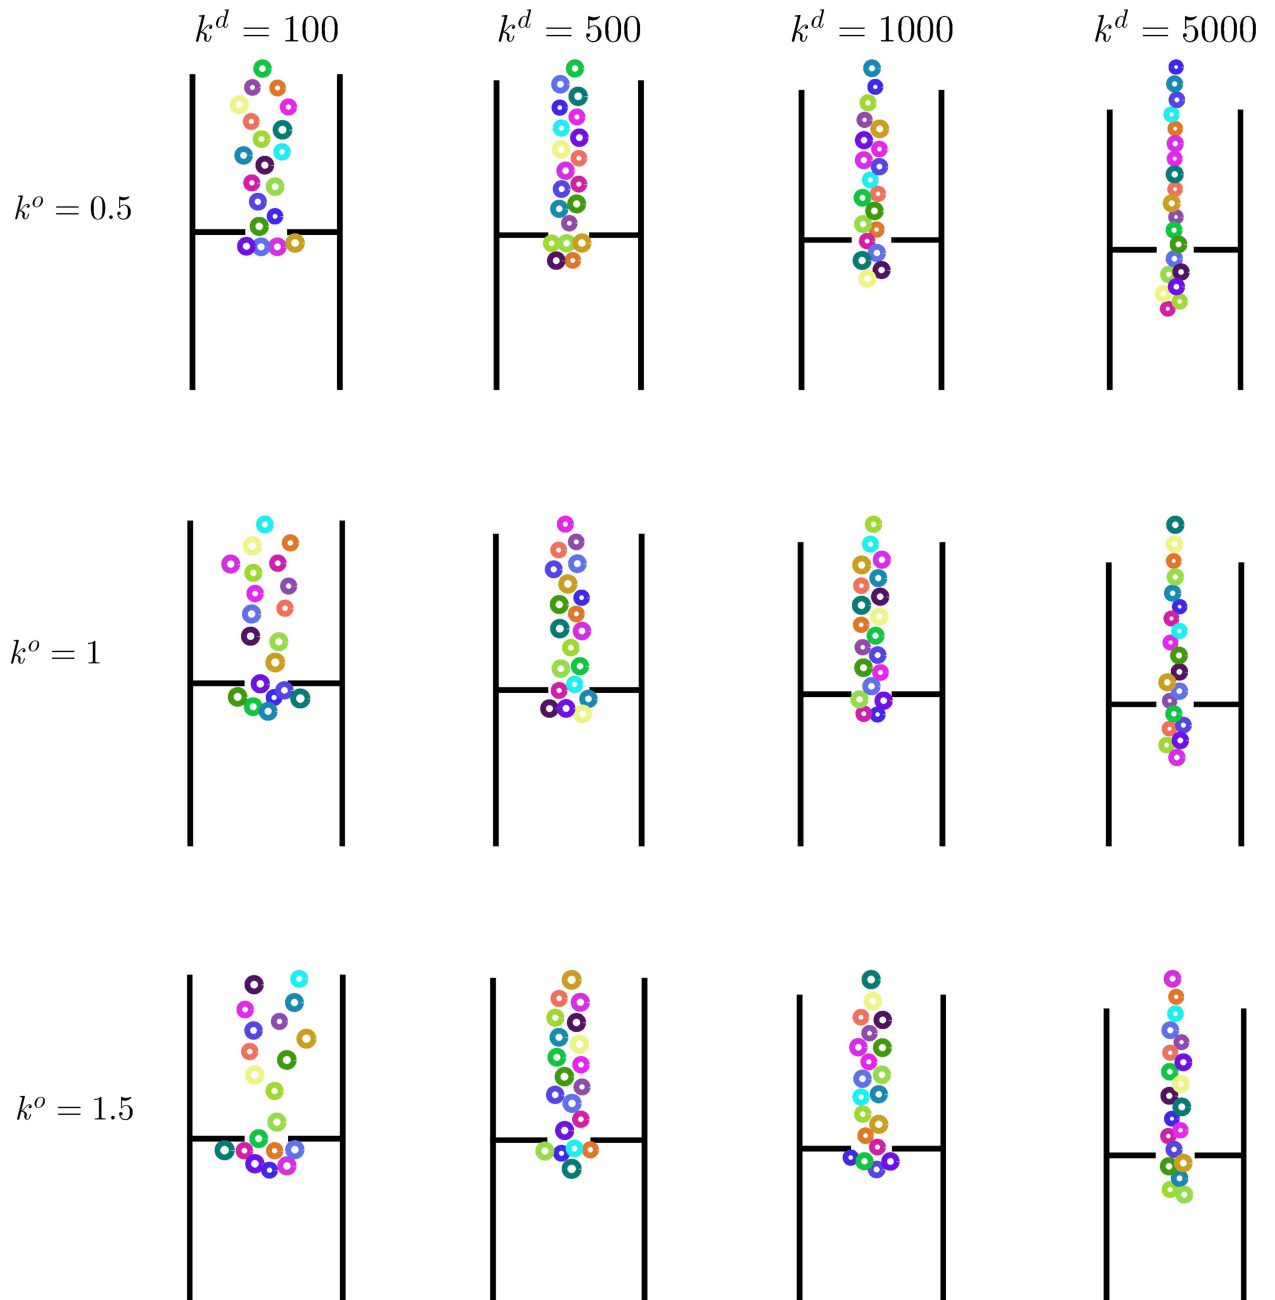 k^d = 100 k^d = 500 k^d = 1000 k^d = 5000
k^o = 0.5
k^o = 1
k^o = 1.5